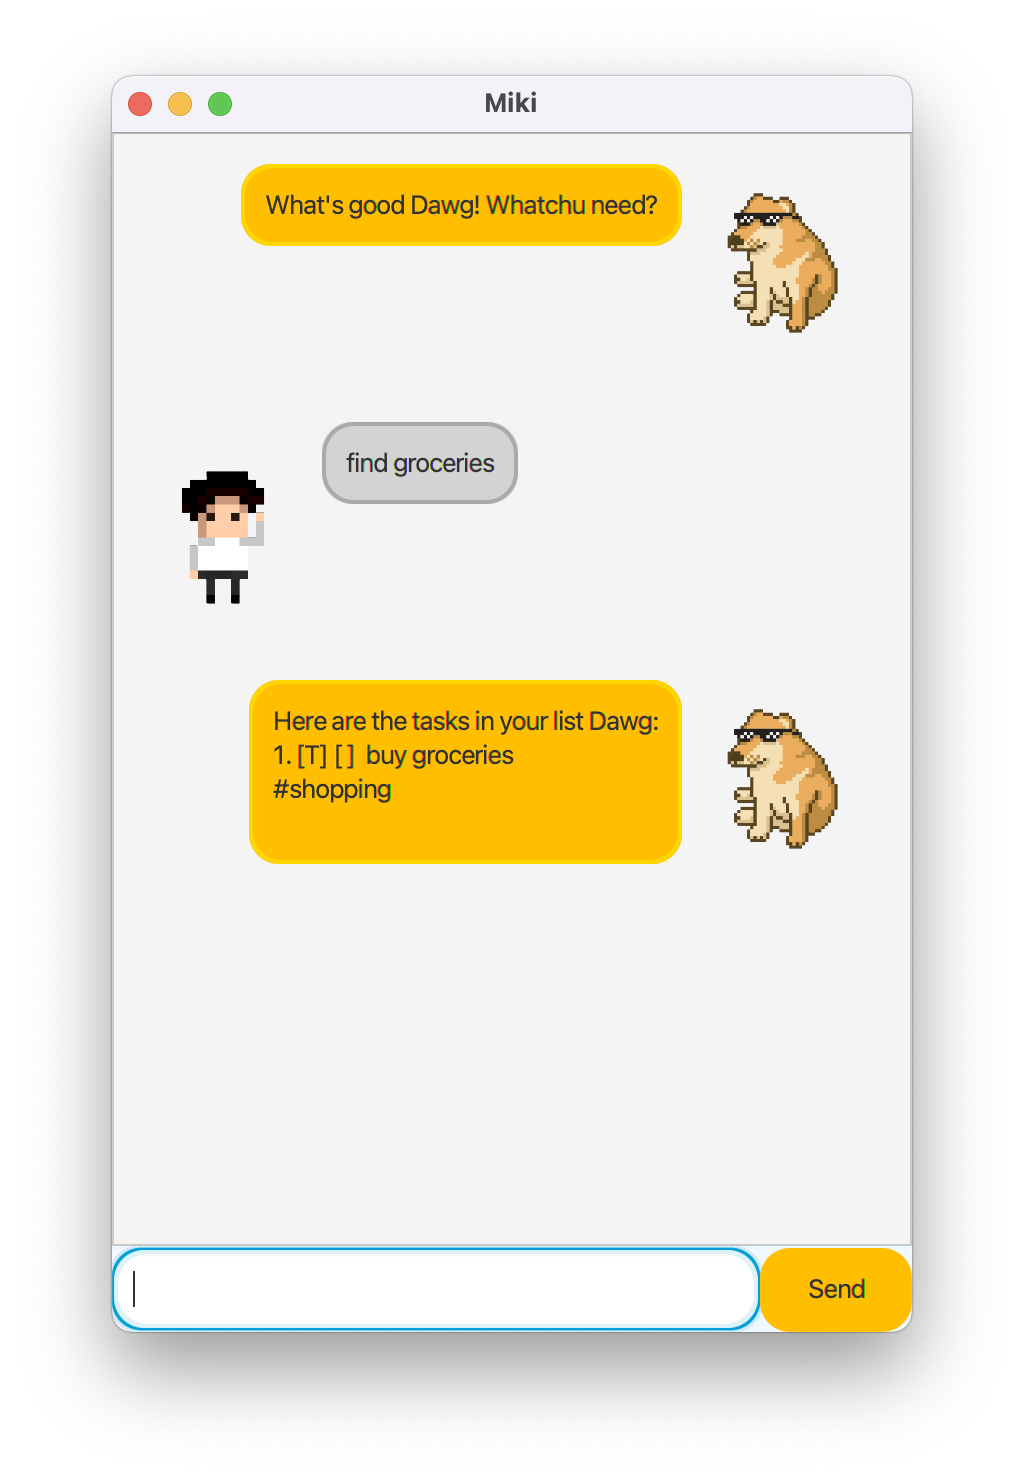 Miki
What's good Dawg! Whatchu need?
find groceries
Here are the tasks in your list Dawg:
1. [T] [ ]  buy groceries
#shopping
Send